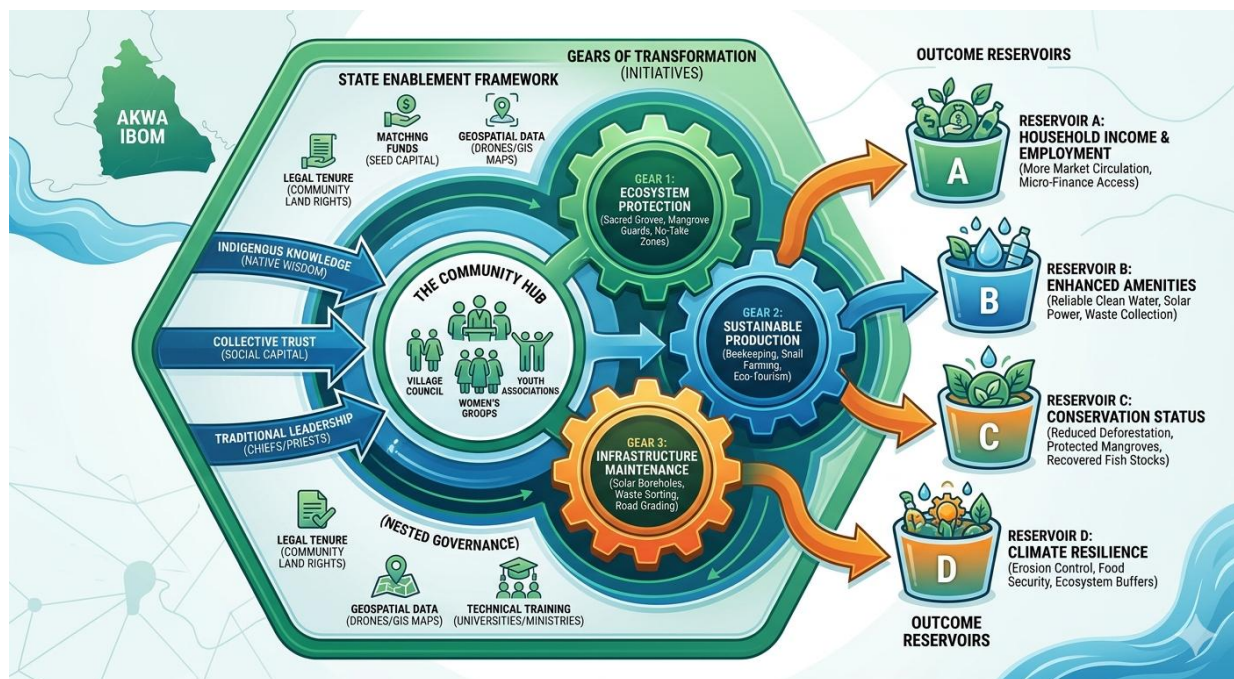 AKWA
IBOM
STATE ENABLEMENT FRAMEWORK
MATCHING
FUNDS
(SEED CAPITAL)
GEOSPATIAL DATA
(DRONES/GIS
MAPS)
LEGAL TENURE
(COMMUNITY
LAND RIGHTS)
INDIGENOUS KNOWLEDGE
(NATIVE WISDOM)
COLLECTIVE TRUST
(SOCIAL CAPITAL)
TRADITIONAL LEADERSHIP
(CHIEFS/PRIESTS)
THE COMMUNITY HUB
VILLAGE
COUNCIL
WOMEN'S
GROOPS
YOUTH
ASSOCIATIONS
(NESTED GOVERNANCE)
LEGAL TENURE
(COMMUNITY
LAND RIGHTS)
GEOSPATIAL DATA
(DRONES/GIS MAPS)
TECHNICAL TRAINING
(UNIVERSITIES/MINISTRIES)
GEARS OF TRANSFORMATION
(INITIATIVES)
GEAR 1:
ECOSYSTEM
PROTECTION
(Sacred Grovee, Mangrove
Guards, No-Take
Zones)
GEAR 2:
SUSTAINABLE
PRODUCTION
(Beekeeping, Snail
Farming,
Eco-Tourism)
GEAR 3:
INFRASTRUCTURE
MAINTENANCE
(Solar Boreholes,
Waste Sorting,
Road Grading)
OUTCOME RESERVOIRS
A
RESERVOIR A:
HOUSEHOLD INCOME &
EMPLOYMENT
(More Market Circulation,
Micro-Finance Access)
B
RESERVOIR B:
ENHANCED AMENITIES
(Reliable Clean Water, Solar
Power, Waste Collection)
C
RESERVOIR C:
CONSERVATION STATUS
(Reduced Deforestation,
Protected Mangroves,
Recovered Fish Stocks)
D
RESERVOIR D:
CLIMATE RESILIENCE
(Erosion Control, Food
Security, Ecosystem Buffers)
OUTCOME
RESERVOIRS